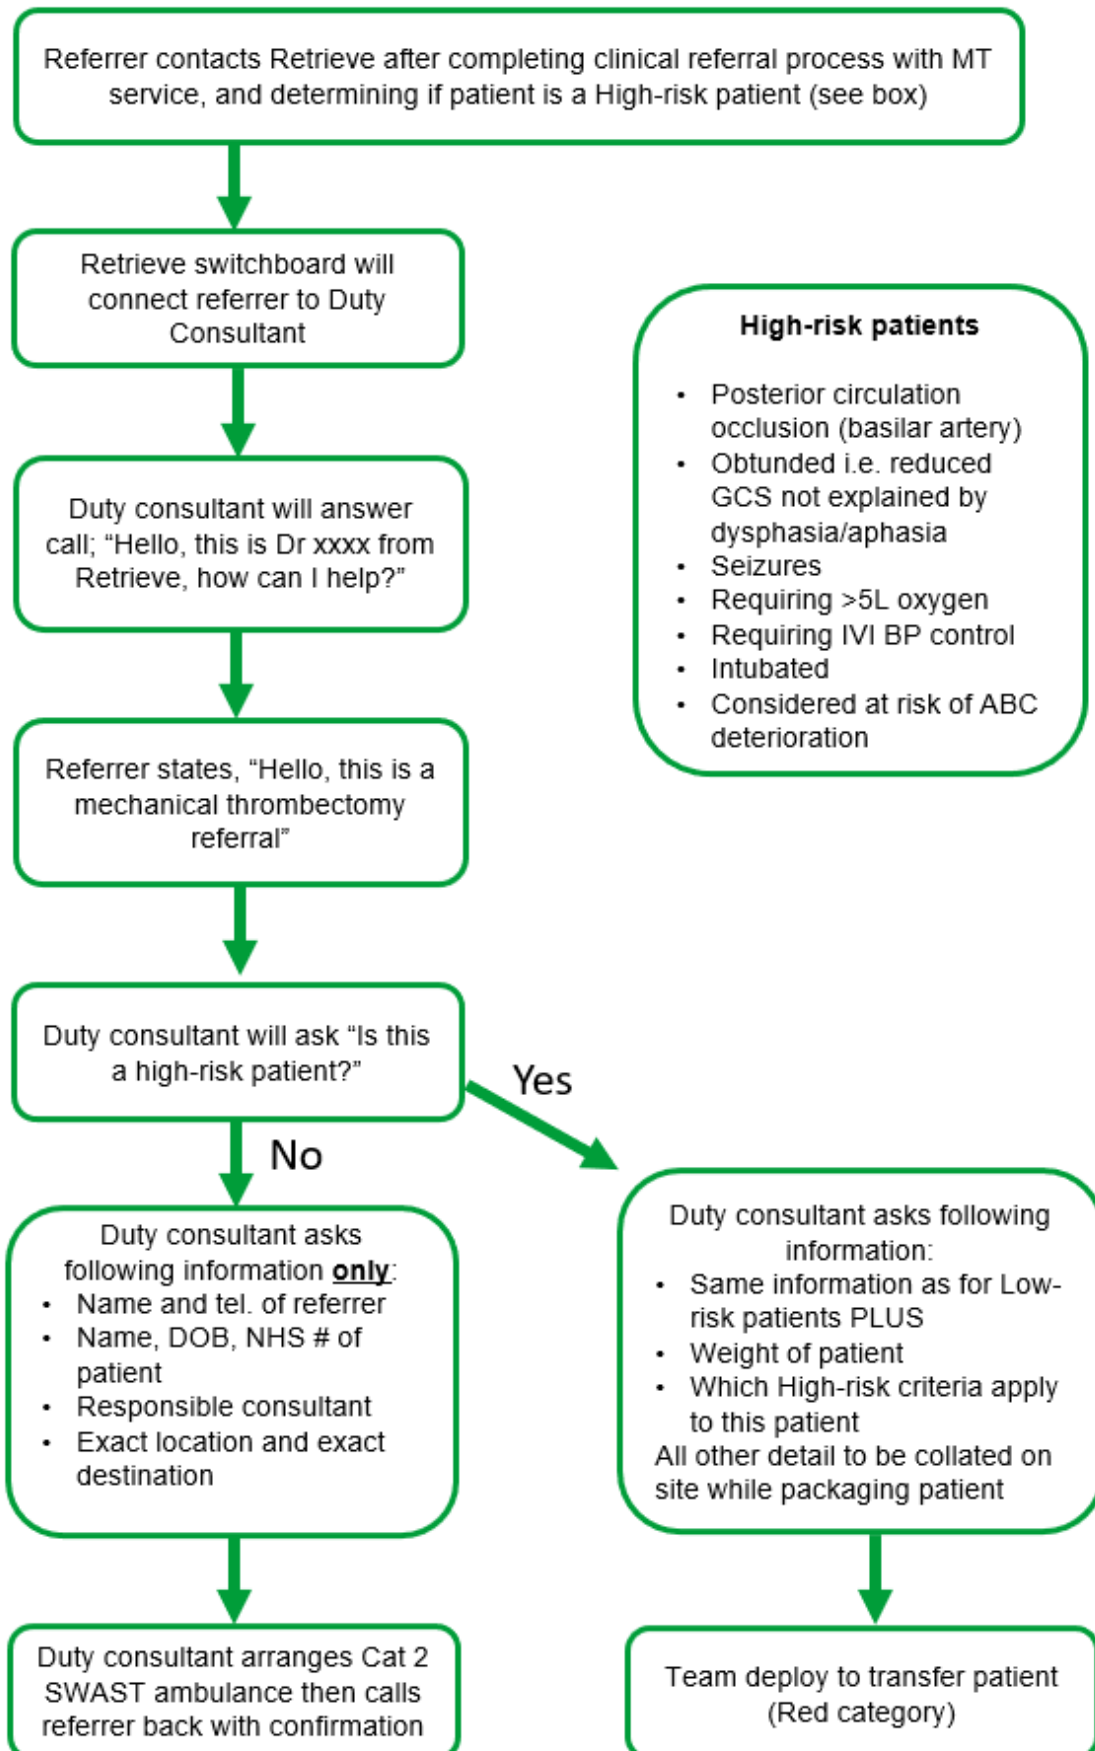 Referrer contacts Retrieve after completing clinical referral process with MT
service, and determining if patient is a High-risk patient (see box)
Retrieve switchboard will
connect referrer to Duty
Consultant
High-risk patients
• Posterior circulation
occlusion (basilar artery)
• Obtunded i.e. reduced
GCS not explained by
dysphasia/aphasia
• Seizures
• Requiring >5L oxygen
• Requiring IVI BP control
• Intubated
• Considered at risk of ABC
deterioration
Duty consultant will answer
call; “Hello, this is Dr xxxx from
Retrieve, how can I help?”
Referrer states, “Hello, this is a
mechanical thrombectomy
referral”
Duty consultant will ask “Is this
a high-risk patient?”
Yes
No
Duty consultant asks
following information only:
• Name and tel. of referrer
• Name, DOB, NHS # of
patient
• Responsible consultant
• Exact location and exact
destination
Duty consultant asks following
information:
• Same information as for Low-
risk patients PLUS
• Weight of patient
• Which High-risk criteria apply
to this patient
All other detail to be collated on
site while packaging patient
Duty consultant arranges Cat 2
SWAST ambulance then calls
referrer back with confirmation
Team deploy to transfer patient
(Red category)